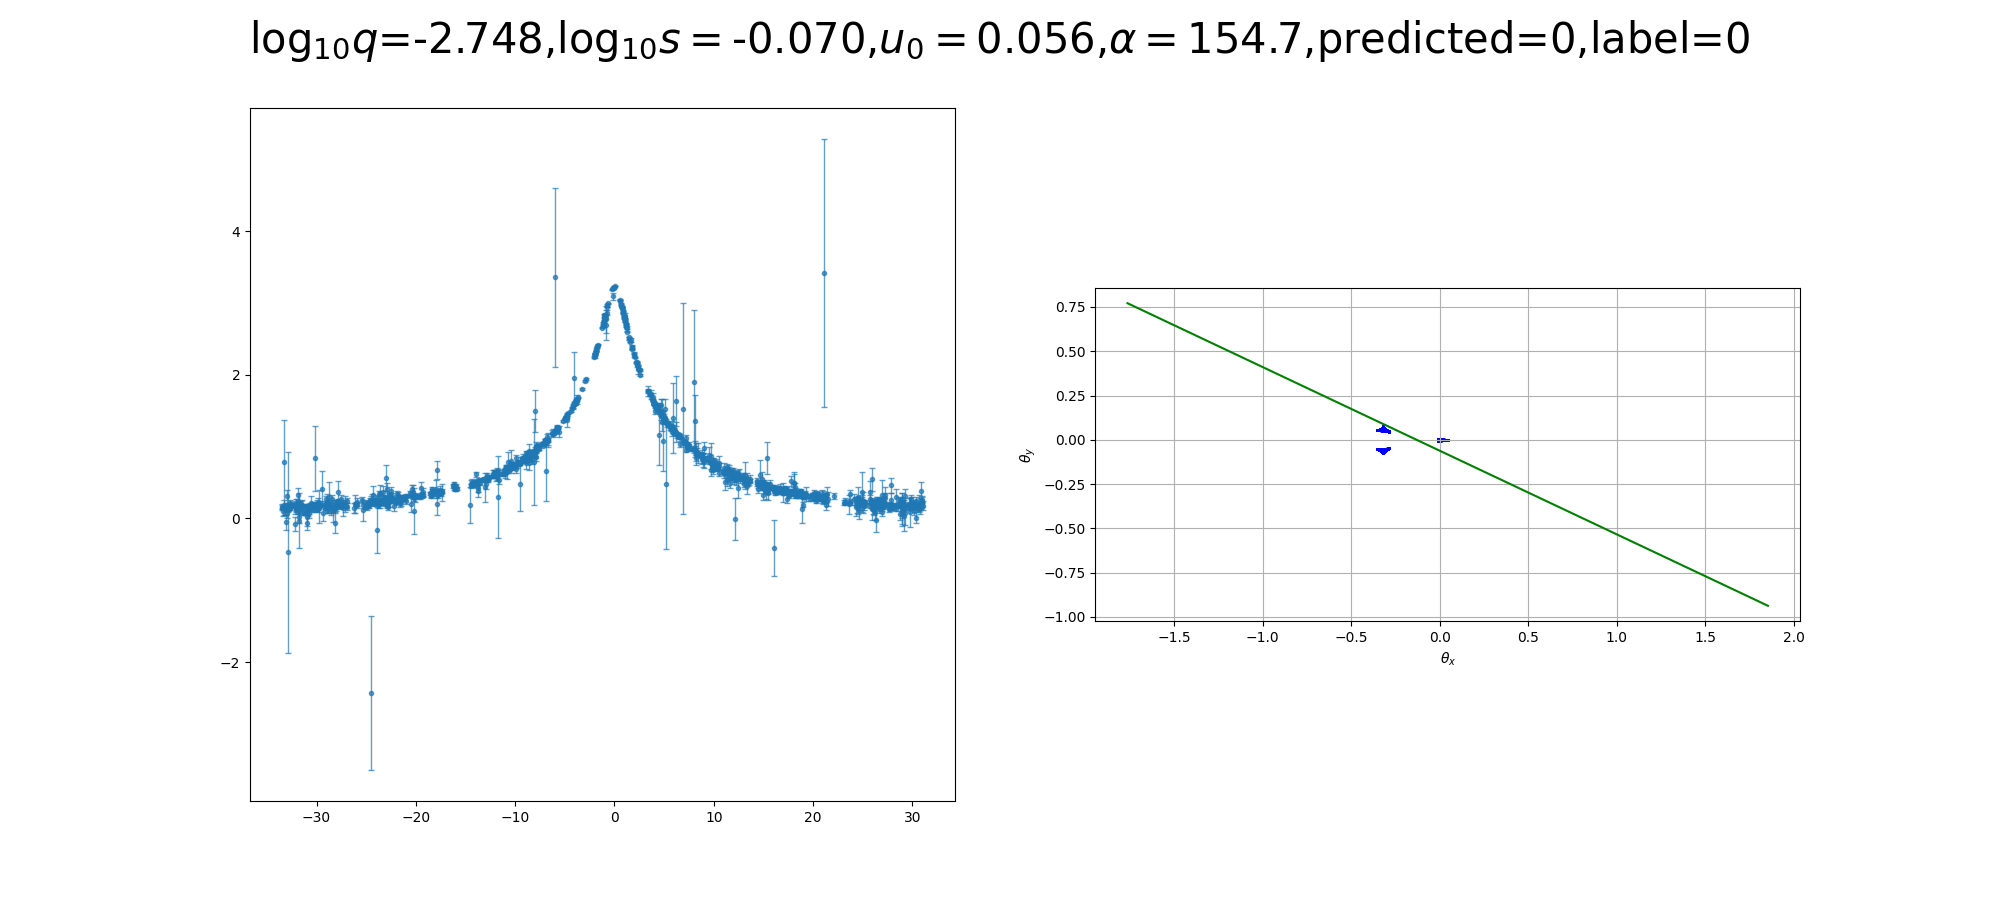 log₁₀q=-2.748,log₁₀s = -0.070,u₀ = 0.056,α = 154.7,predicted=0,label=0
4
2
0
−2
−30 −20 −10 0 10 20 30
0.75
0.50
0.25
0.00
−0.25
−0.50
−0.75
−1.00
θy
−1.5 −1.0 −0.5 0.0 0.5 1.0 1.5 2.0
θx